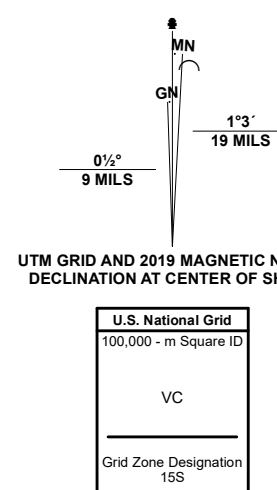 MN
GN
1°3´
19 MILS
0½°
9 MILS
UTM GRID AND 2019 MAGNETIC N
DECLINATION AT CENTER OF SH
U.S. National Grid
100,000 - m Square ID
VC
Grid Zone Designation
15S